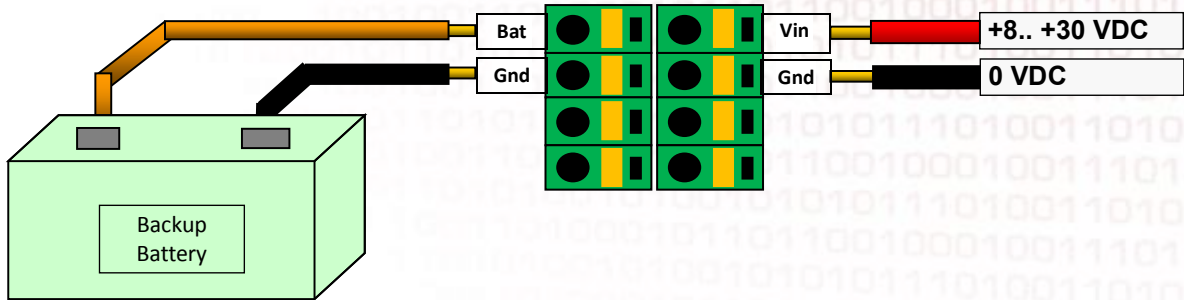 Bat
Vin
+8.. +30 VDC
Gnd
Gnd
0 VDC
Backup
Battery